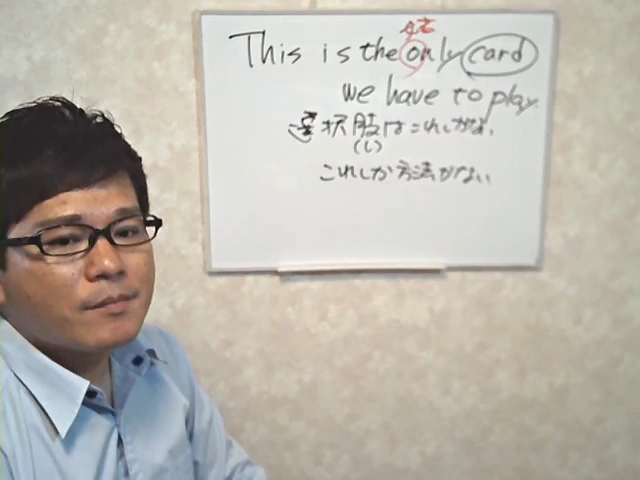 This is the only card
we have to play.
選択肢はこれしかない
(し)
これしか方法がない